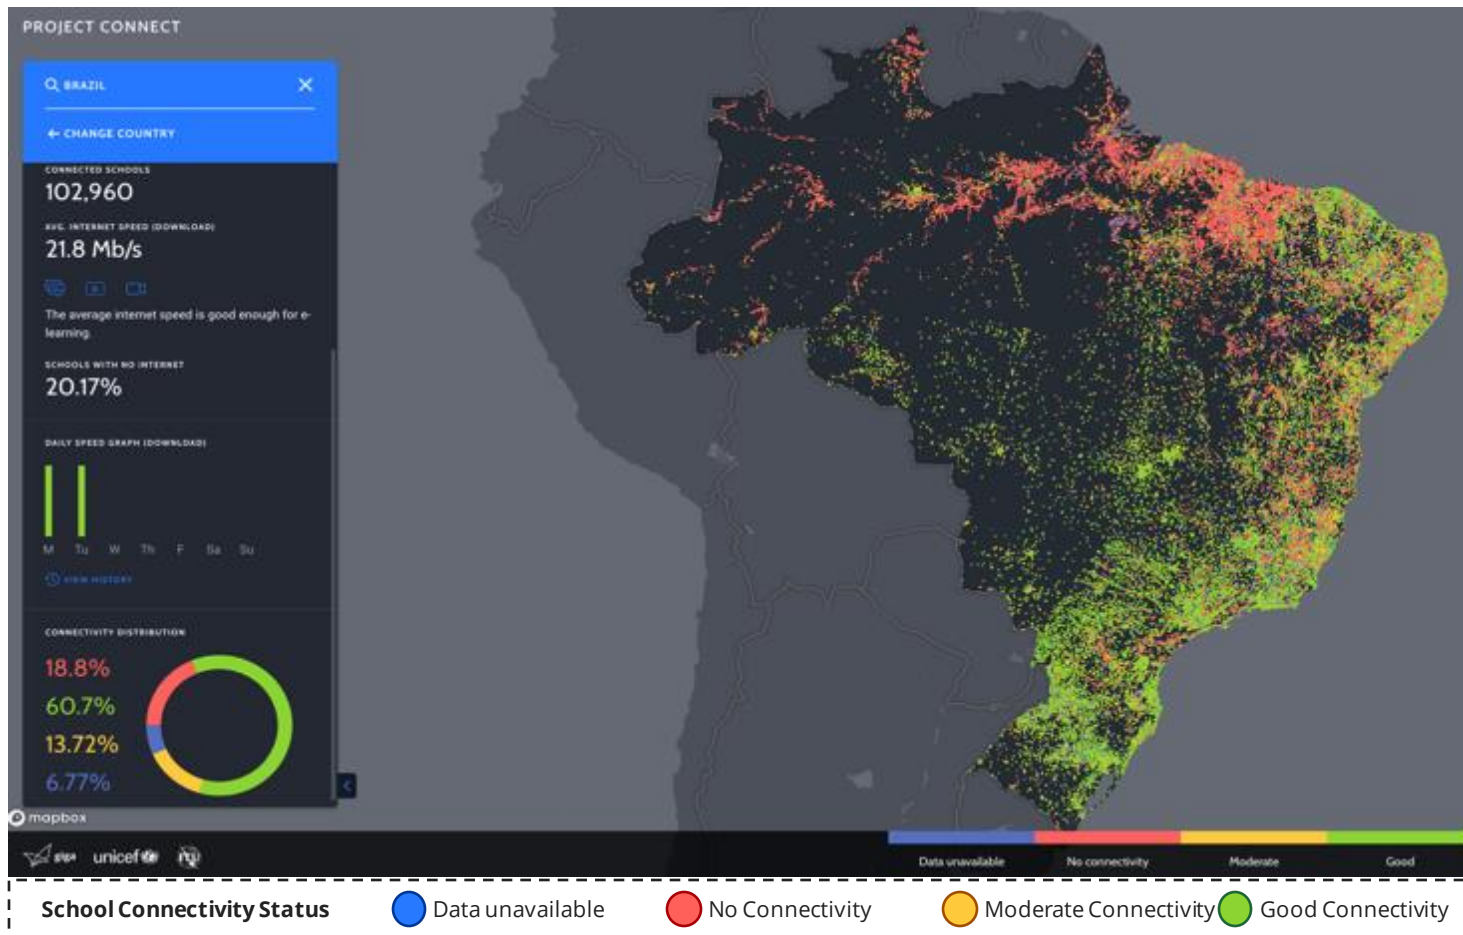 PROJECT CONNECT
BRAZIL
← CHANGE COUNTRY
CONNECTED SCHOOLS
102,960
AVG. INTERNET SPEED (DOWNLOAD)
21.8 Mb/s
The average internet speed is good enough for e-
learning.
SCHOOLS WITH NO INTERNET
20.17%
DAILY SPEED GRAPH (DOWNLOAD)
M Tu W Th F Sa Su
VIEW HISTORY
CONNECTIVITY DISTRIBUTION
18.8%
60.7%
13.72%
6.77%
mapbox
giga unicef
Data unavailable No connectivity Moderate Good
School Connectivity Status Data unavailable No Connectivity Moderate Connectivity Good Connectivity